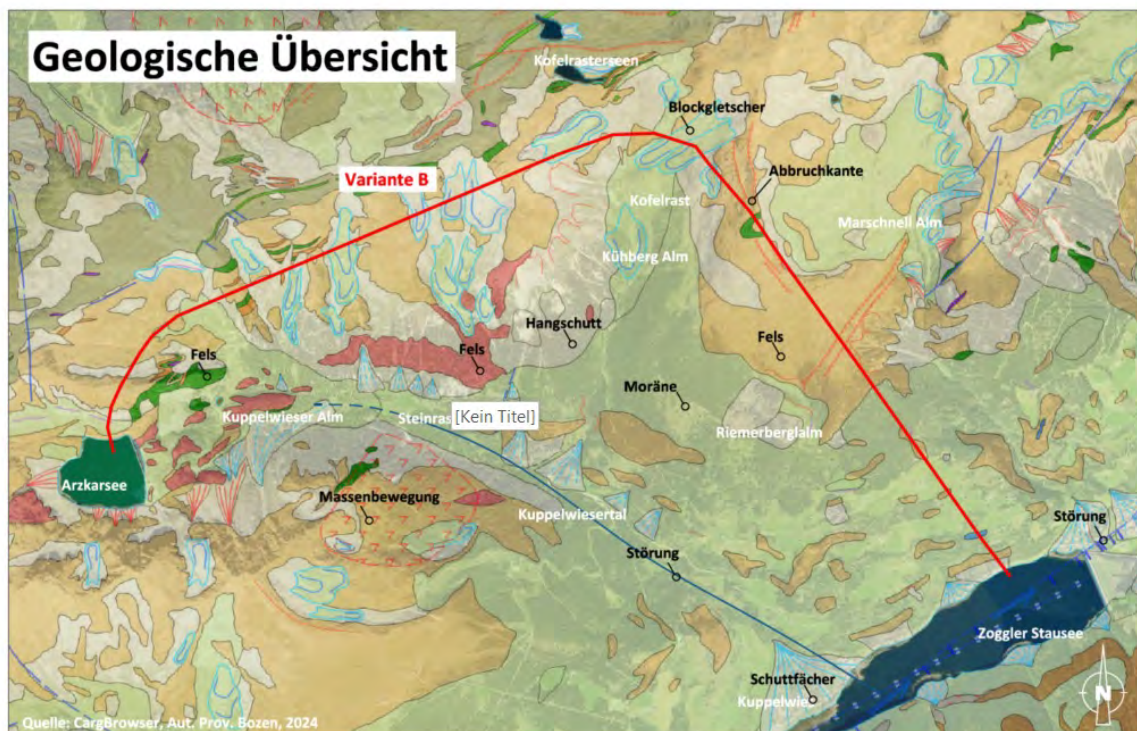 Geologische Übersicht
Kofelrasterseen
Blockgletscher
Variante B
Abbruchkante
Kofelrast
Marschnell Alm
Kühberg Alm
Hangschutt
Fels
Fels
Fels
Moräne
Kuppelwieser Alm
Steinras
[Kein Titel]
Riemerberglalm
Arzkarsee
Massenbewegung
Kuppelwiesertal
Störung
Störung
Zoggler Stausee
Schuttfächer
Kuppelwie
N
Quelle: CargBrowser, Aut. Prov. Bozen, 2024